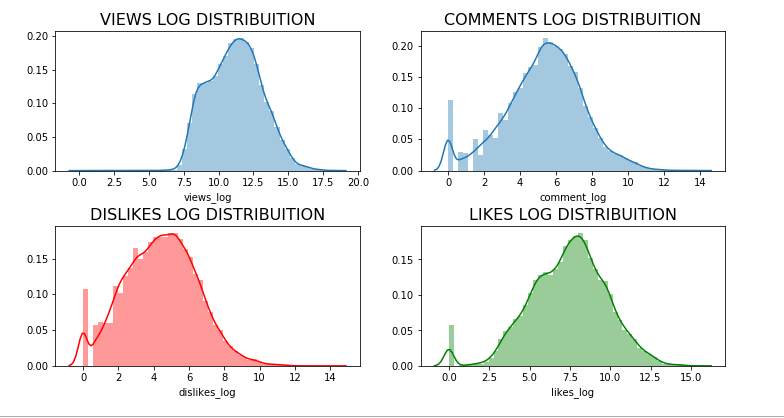 VIEWS LOG DISTRIBUITION
0.20
0.15
0.10
0.05
0.00
0.0 2.5 5.0 7.5 10.0 12.5 15.0 17.5 20.0
views_log
COMMENTS LOG DISTRIBUITION
0.20
0.15
0.10
0.05
0.00
0 2 4 6 8 10 12 14
comment_log
DISLIKES LOG DISTRIBUITION
0.15
0.10
0.05
0.00
0 2 4 6 8 10 12 14
dislikes_log
LIKES LOG DISTRIBUITION
0.15
0.10
0.05
0.00
0.0 2.5 5.0 7.5 10.0 12.5 15.0
likes_log